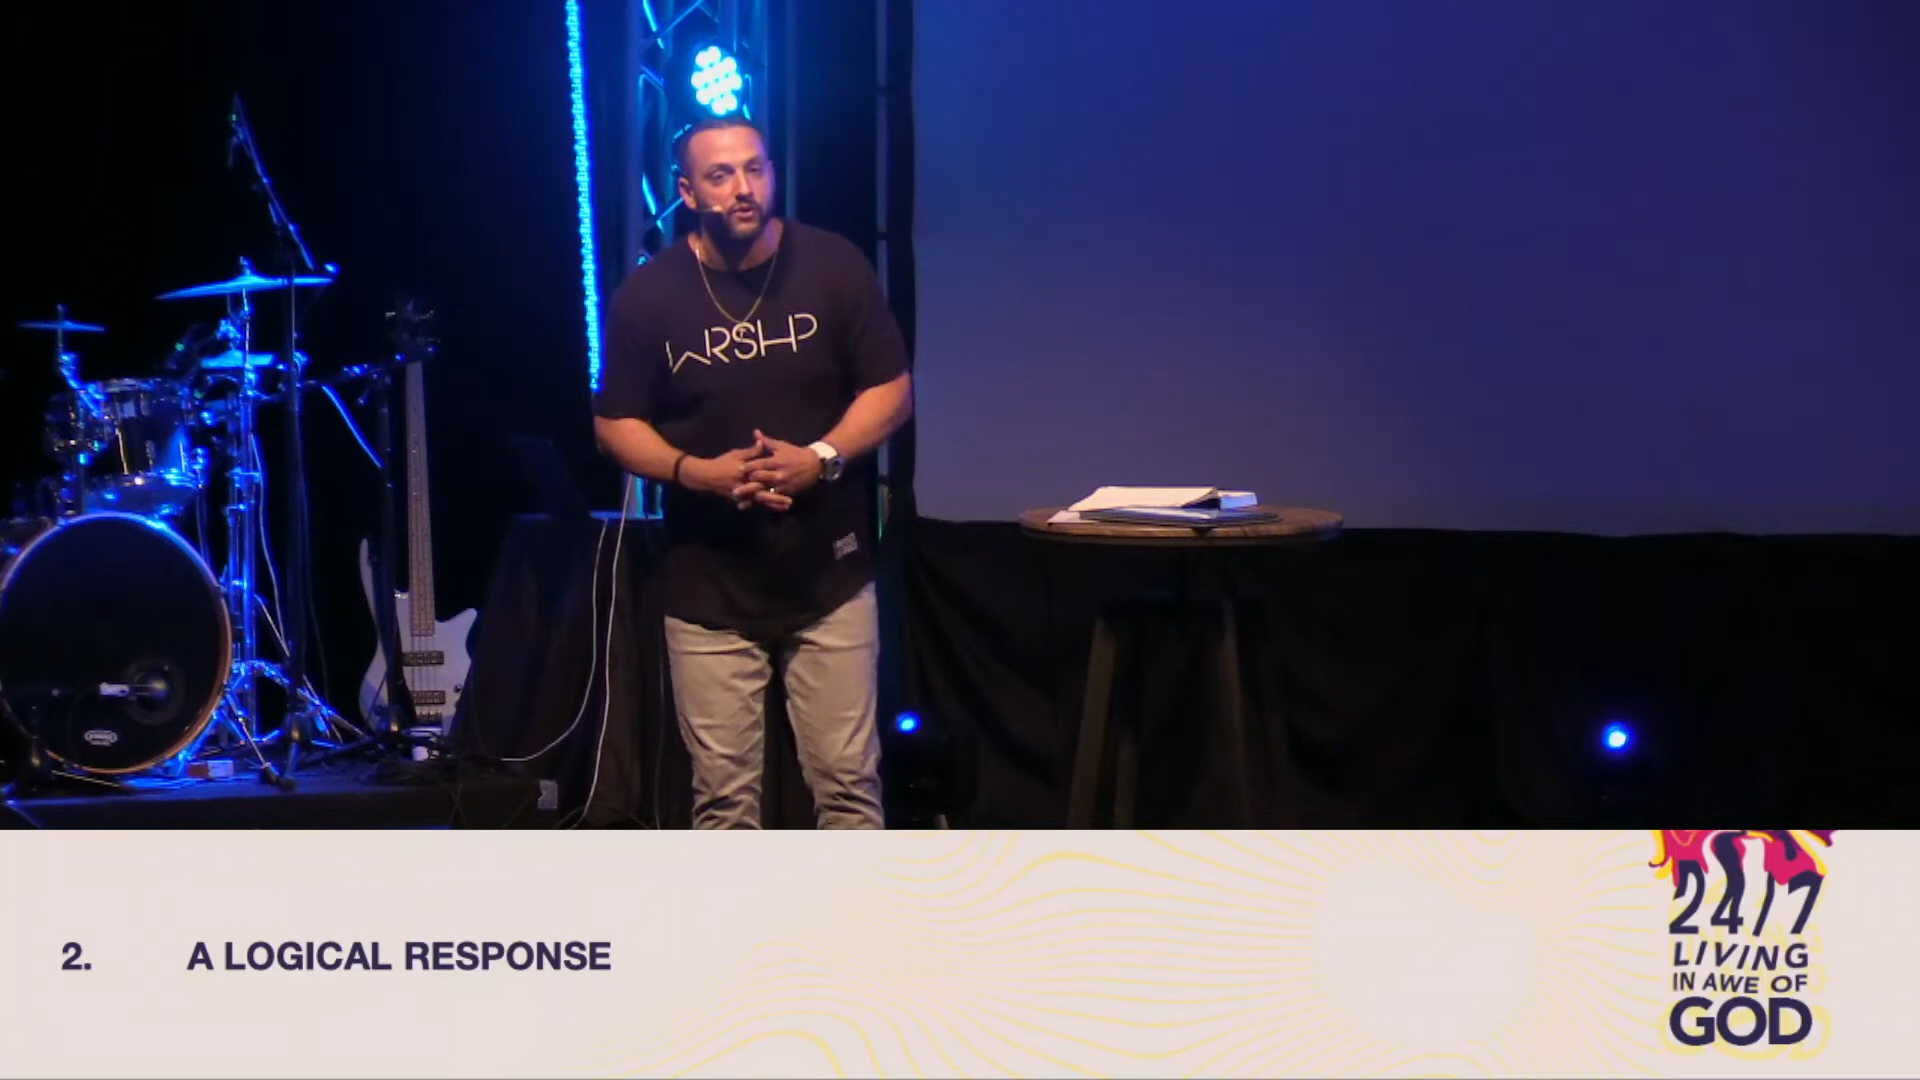 WRSHP
2. A LOGICAL RESPONSE
24/7
LIVING
IN AWE OF
GOD